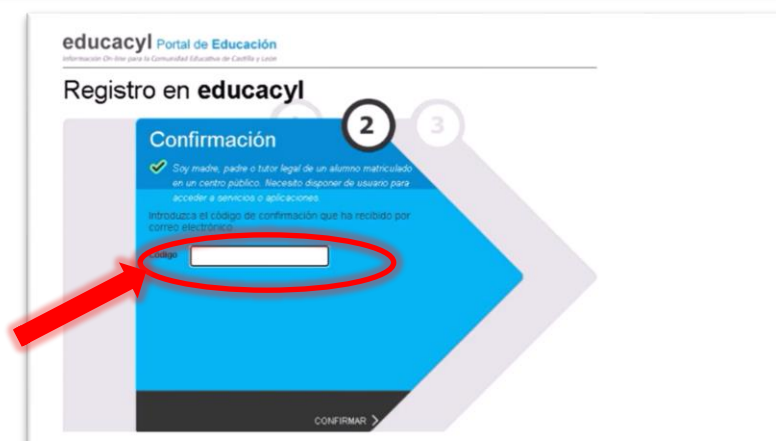 educacyl Portal de Educación
Información On-line para la Comunidad Educativa de Castilla y León
Registro en educacyl
2
3
Confirmación
Soy madre, padre o tutor legal de un alumno matriculado
en un centro público. Necesito disponer de usuario para
acceder a servicios o aplicaciones.
Introduzca el código de confirmación que ha recibido por
correo electrónico
Código
CONFIRMAR